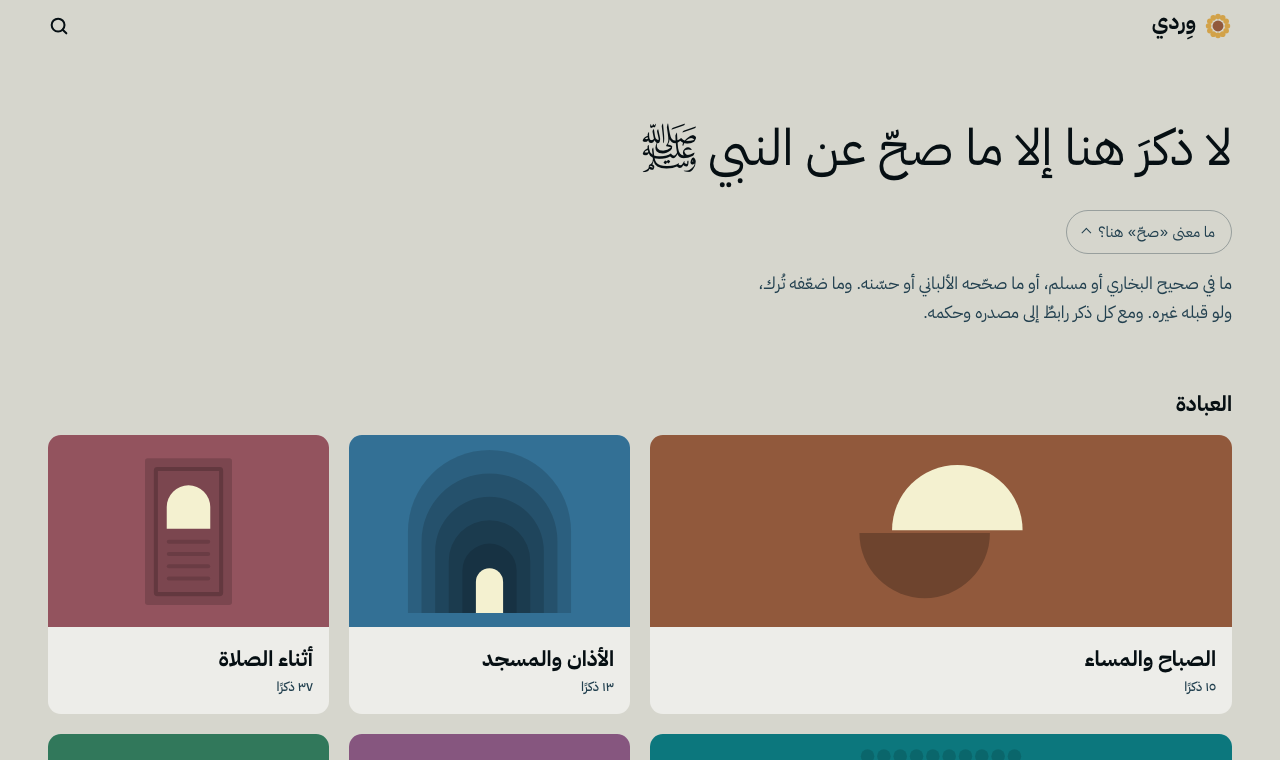 وِردي
لا ذكرَ هنا إلا ما صحّ عن النبي ﷺ
ما معنى «صحّ» هنا؟
ما في صحيح البخاري أو مسلم، أو ما صحّحه الألباني أو حسّنه. وما ضعّفه تُرك،
ولو قبله غيره. ومع كل ذكر رابطٌ إلى مصدره وحكمه.
العبادة
الصباح والمساء
١٥ ذكرًا
الأذان والمسجد
١٣ ذكرًا
أثناء الصلاة
٣٧ ذكرًا